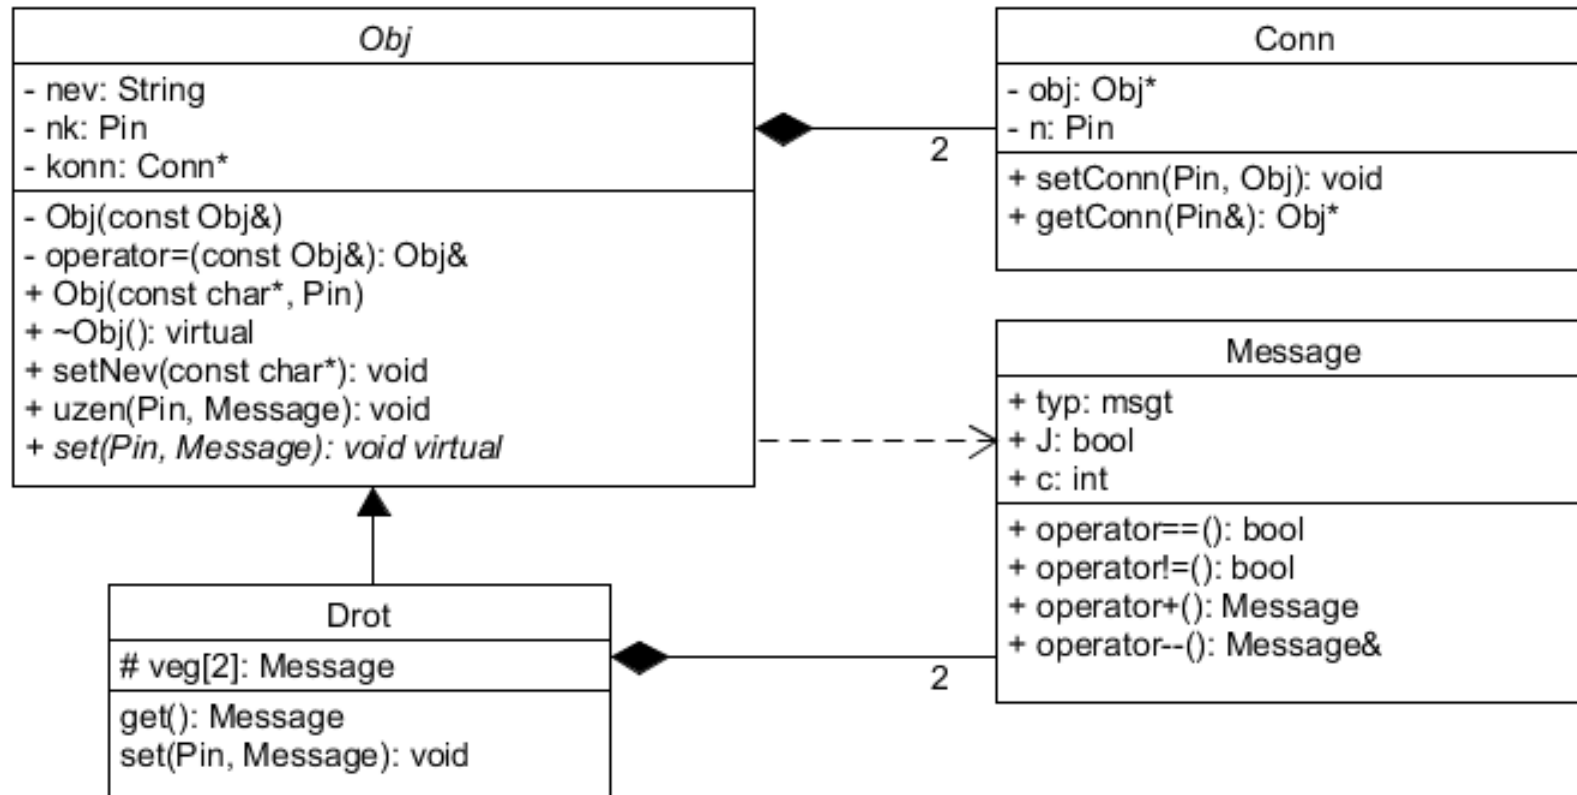 Obj
- nev: String
- nk: Pin
- konn: Conn*
- Obj(const Obj&)
- operator=(const Obj&): Obj&
+ Obj(const char*, Pin)
+ ~Obj(): virtual
+ setNev(const char*): void
+ uzen(Pin, Message): void
+ set(Pin, Message): void virtual
2
Conn
- obj: Obj*
- n: Pin
+ setConn(Pin, Obj): void
+ getConn(Pin&): Obj*
Message
+ typ: msgt
+ J: bool
+ c: int
+ operator==(): bool
+ operator!=(): bool
+ operator+(): Message
+ operator--(): Message&
Drot
# veg[2]: Message
get(): Message
set(Pin, Message): void
2